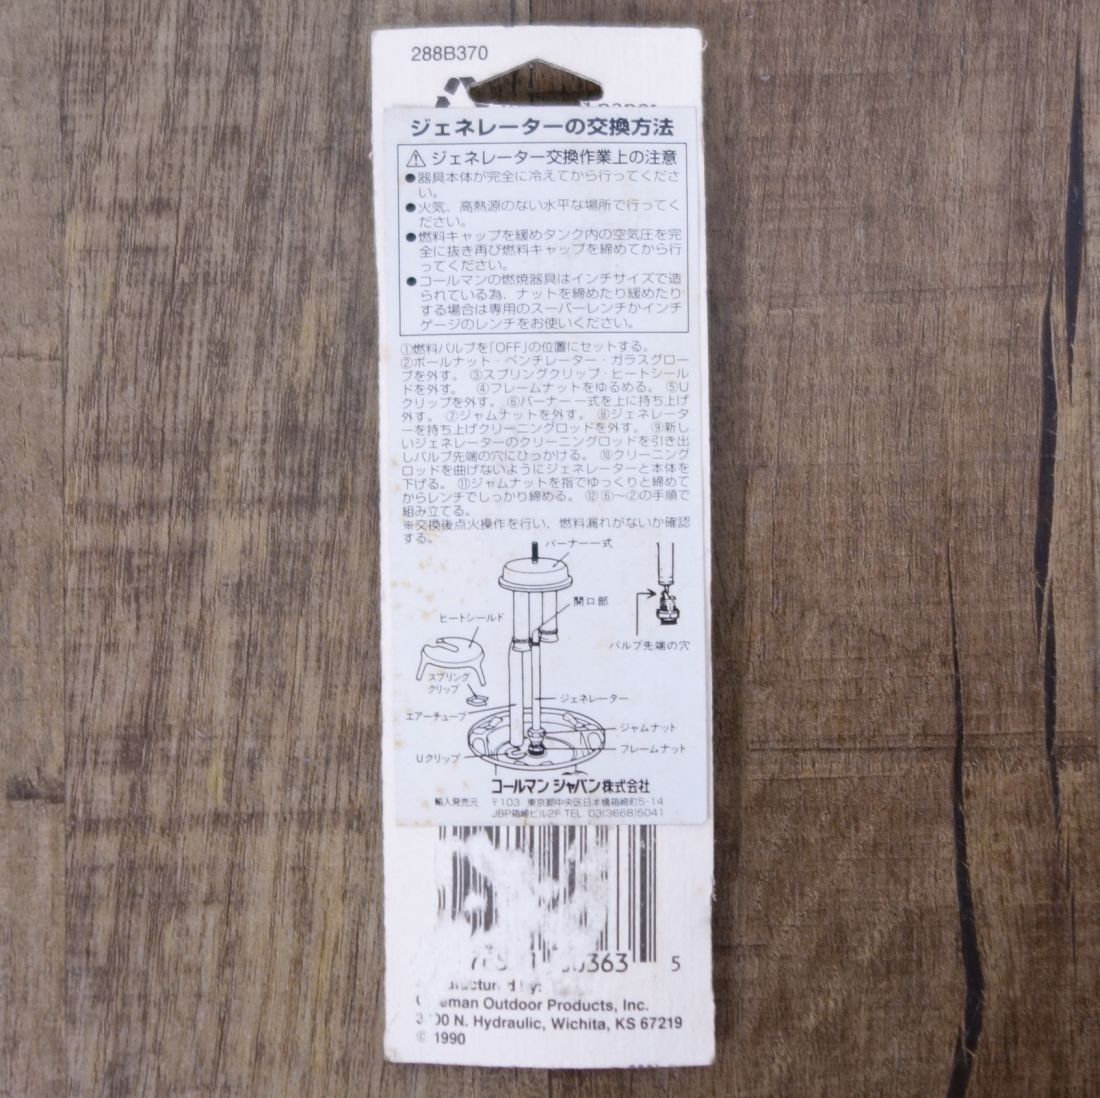 288B370
paper
ジェネレーターの交換方法
⚠ ジェネレーター交換作業上の注意
●器具本体が完全に冷えてから行ってくださ
い。
●火気、高熱源のない水平な場所で行ってく
ださい。
●燃料キャップを緩めタンク内の空気圧を完
全に抜き再び燃料キャップを締めてから行
ってください。
●コールマンの燃焼器具はインチサイズで造
られている為、ナットを締めたり緩めたり
する場合は専用のスーパーレンチかインチ
ゲージのレンチをお使いください。
①燃料バルブを「OFF」の位置にセットする。
②ボールナット・ベンチレーター・ガラスグロー
ブを外す。 ③スプリングクリップ・ヒートシール
ドを外す。 ④フレームナットをゆるめる。 ⑤U
クリップを外す。 ⑥バーナー一式を上に持ち上げ
外す。 ⑦ジャムナットを外す。 ⑧ジェネレータ
ーを持ち上げクリーニングロッドを外す。 ⑨新し
いジェネレーターのクリーニングロッドを引き出
しバルブ先端の穴にひっかける。 ⑩クリーニング
ロッドを曲げないようにジェネレーターと本体を
下げる。 ⑪ジャムナットを指でゆっくりと締めて
からレンチでしっかり締める。 ⑫⑥〜②の手順で
組み立てる。
※交換後点火操作を行い、燃料漏れがないか確認
する。
バーナー一式
開口部
ヒートシールド
バルブ先端の穴
スプリング
クリップ
ジェネレーター
エアーチューブ
ジャムナット
フレームナット
Uクリップ
コールマン ジャパン株式会社
輸入発売元 〒103 東京都中央区日本橋箱崎町5-14
JBP箱崎ビル2F TEL 03(3668)5041
363 5
by:
Outdoor Products, Inc.
N. Hydraulic, Wichita, KS 67219
© 1990